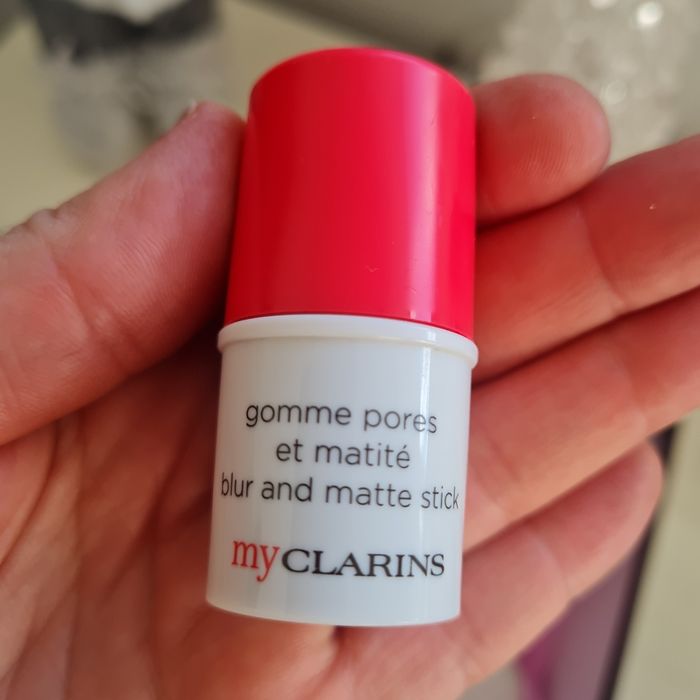 gomme pores
et matité
blur and matte stick
myCLARINS